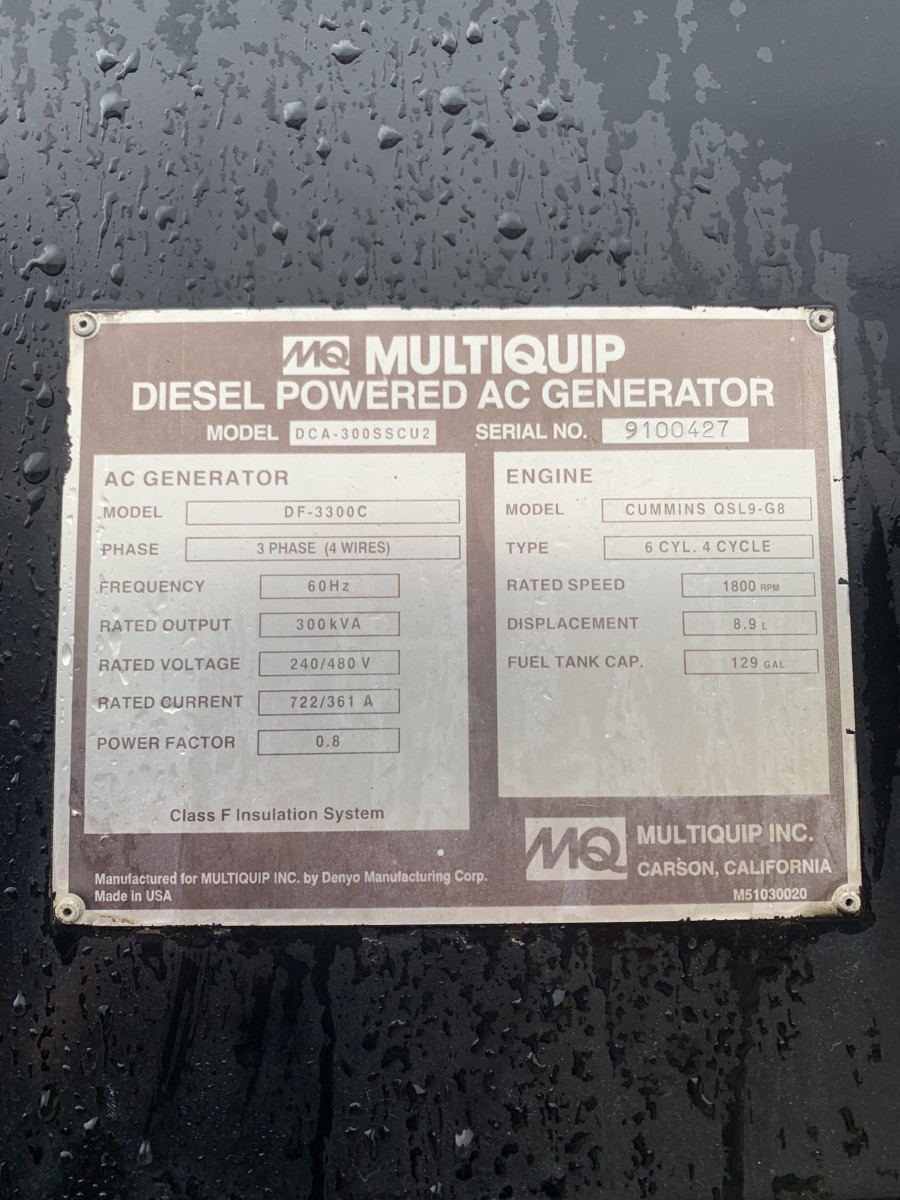 MQ MULTIQUIP
DIESEL POWERED AC GENERATOR
MODEL DCA-300SSCU2 SERIAL NO. 9100427
AC GENERATOR
MODEL DF-3300C
PHASE 3 PHASE (4 WIRES)
FREQUENCY 60Hz
RATED OUTPUT 300kVA
RATED VOLTAGE 240/480 V
RATED CURRENT 722/361 A
POWER FACTOR 0.8
Class F Insulation System
ENGINE
MODEL CUMMINS QSL9-G8
TYPE 6 CYL. 4 CYCLE
RATED SPEED 1800 RPM
DISPLACEMENT 8.9 L
FUEL TANK CAP. 129 GAL.
Manufactured for MULTIQUIP INC. by Denyo Manufacturing Corp.
Made in USA
MQ MULTIQUIP INC.
CARSON, CALIFORNIA
M51030020